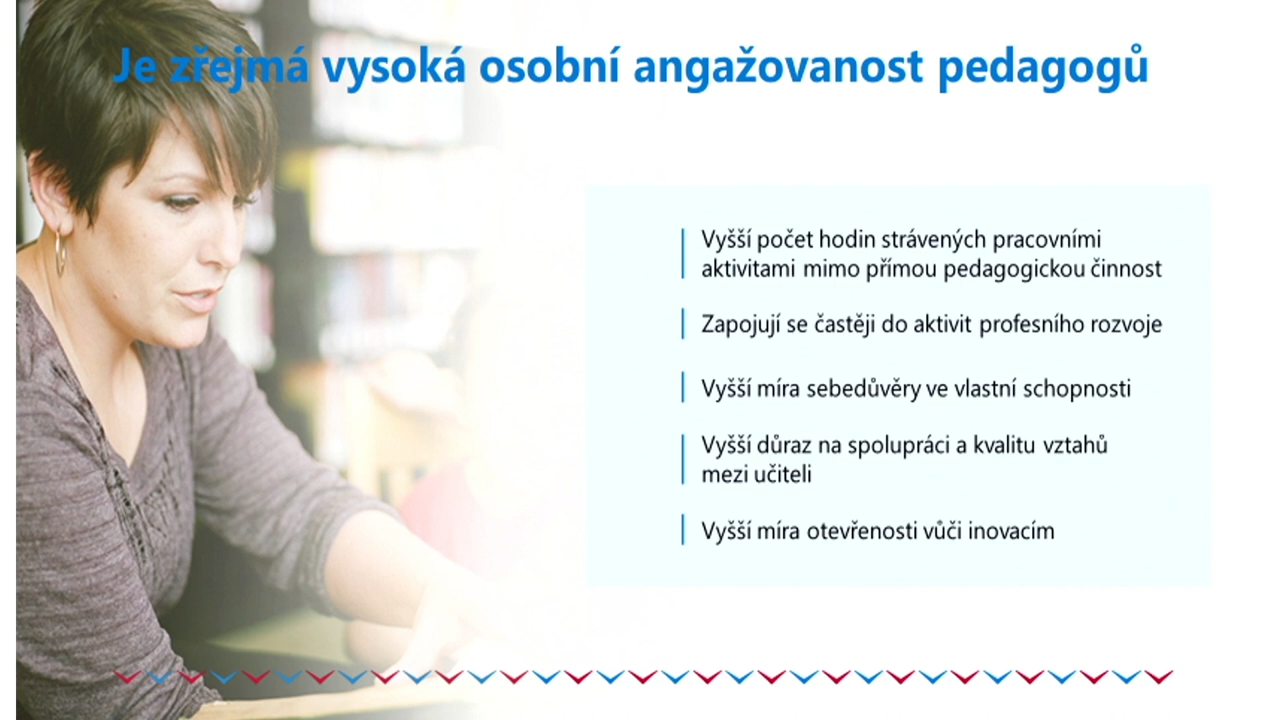 Je zřejmá vysoká osobní angažovanost pedagogů
Vyšší počet hodin strávených pracovními
aktivitami mimo přímou pedagogickou činnost
Zapojují se častěji do aktivit profesního rozvoje
Vyšší míra sebedůvěry ve vlastní schopnosti
Vyšší důraz na spolupráci a kvalitu vztahů
mezi učiteli
Vyšší míra otevřenosti vůči inovacím